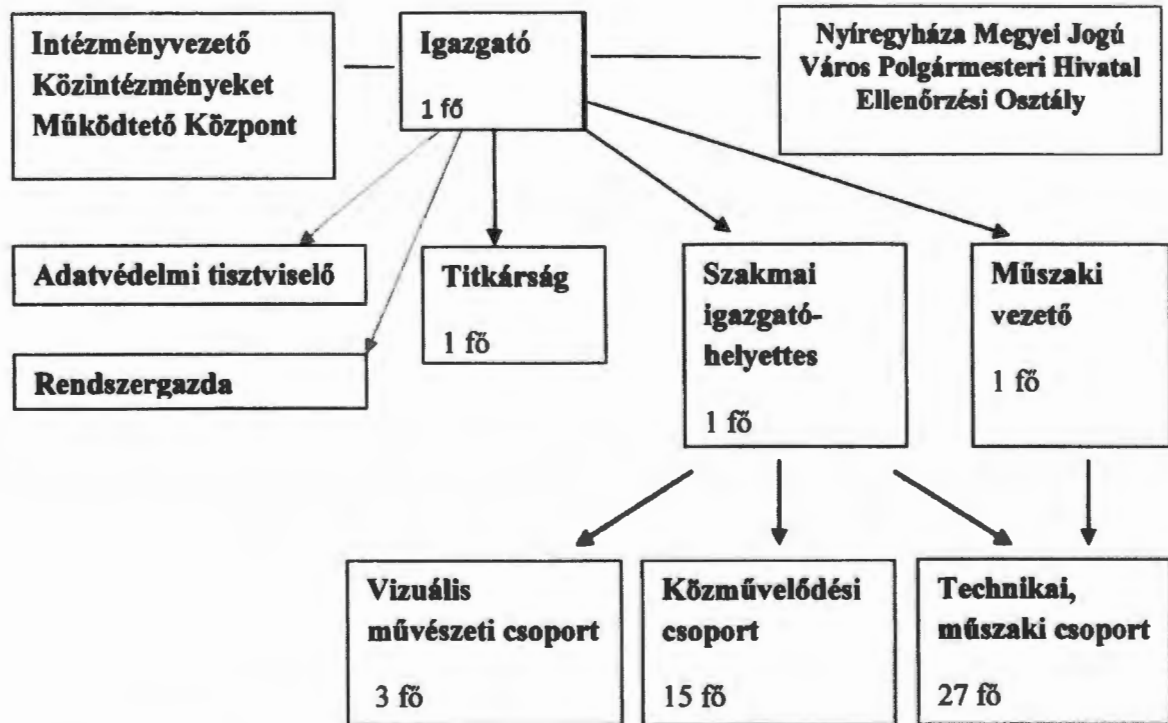 Intézményvezető
Közintézményeket
Működtető Központ
Igazgató
1 fő
Nyíregyháza Megyei Jogú
Város Polgármesteri Hivatal
Ellenőrzési Osztály
Adatvédelmi tisztviselő
Rendszergazda
Titkárság
1 fő
Szakmai
igazgató-
helyettes
1 fő
Műszaki
vezető
1 fő
Vizuális
művészeti csoport
3 fő
Közművelődési
csoport
15 fő
Technikai,
műszaki csoport
27 fő